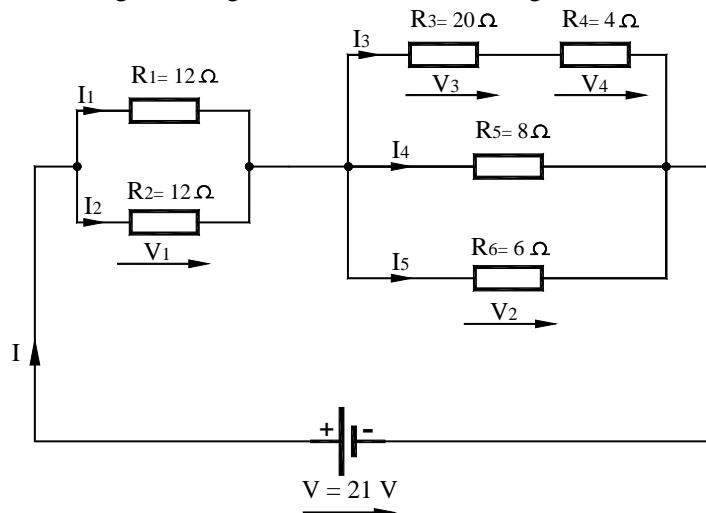 R3= 20 Ω R4= 4 Ω
I3
R1= 12 Ω V3 V4
I1
R5= 8 Ω
I4
R2= 12 Ω
I2
V1 R6= 6 Ω
I5
V2
I
+ -
V = 21 V